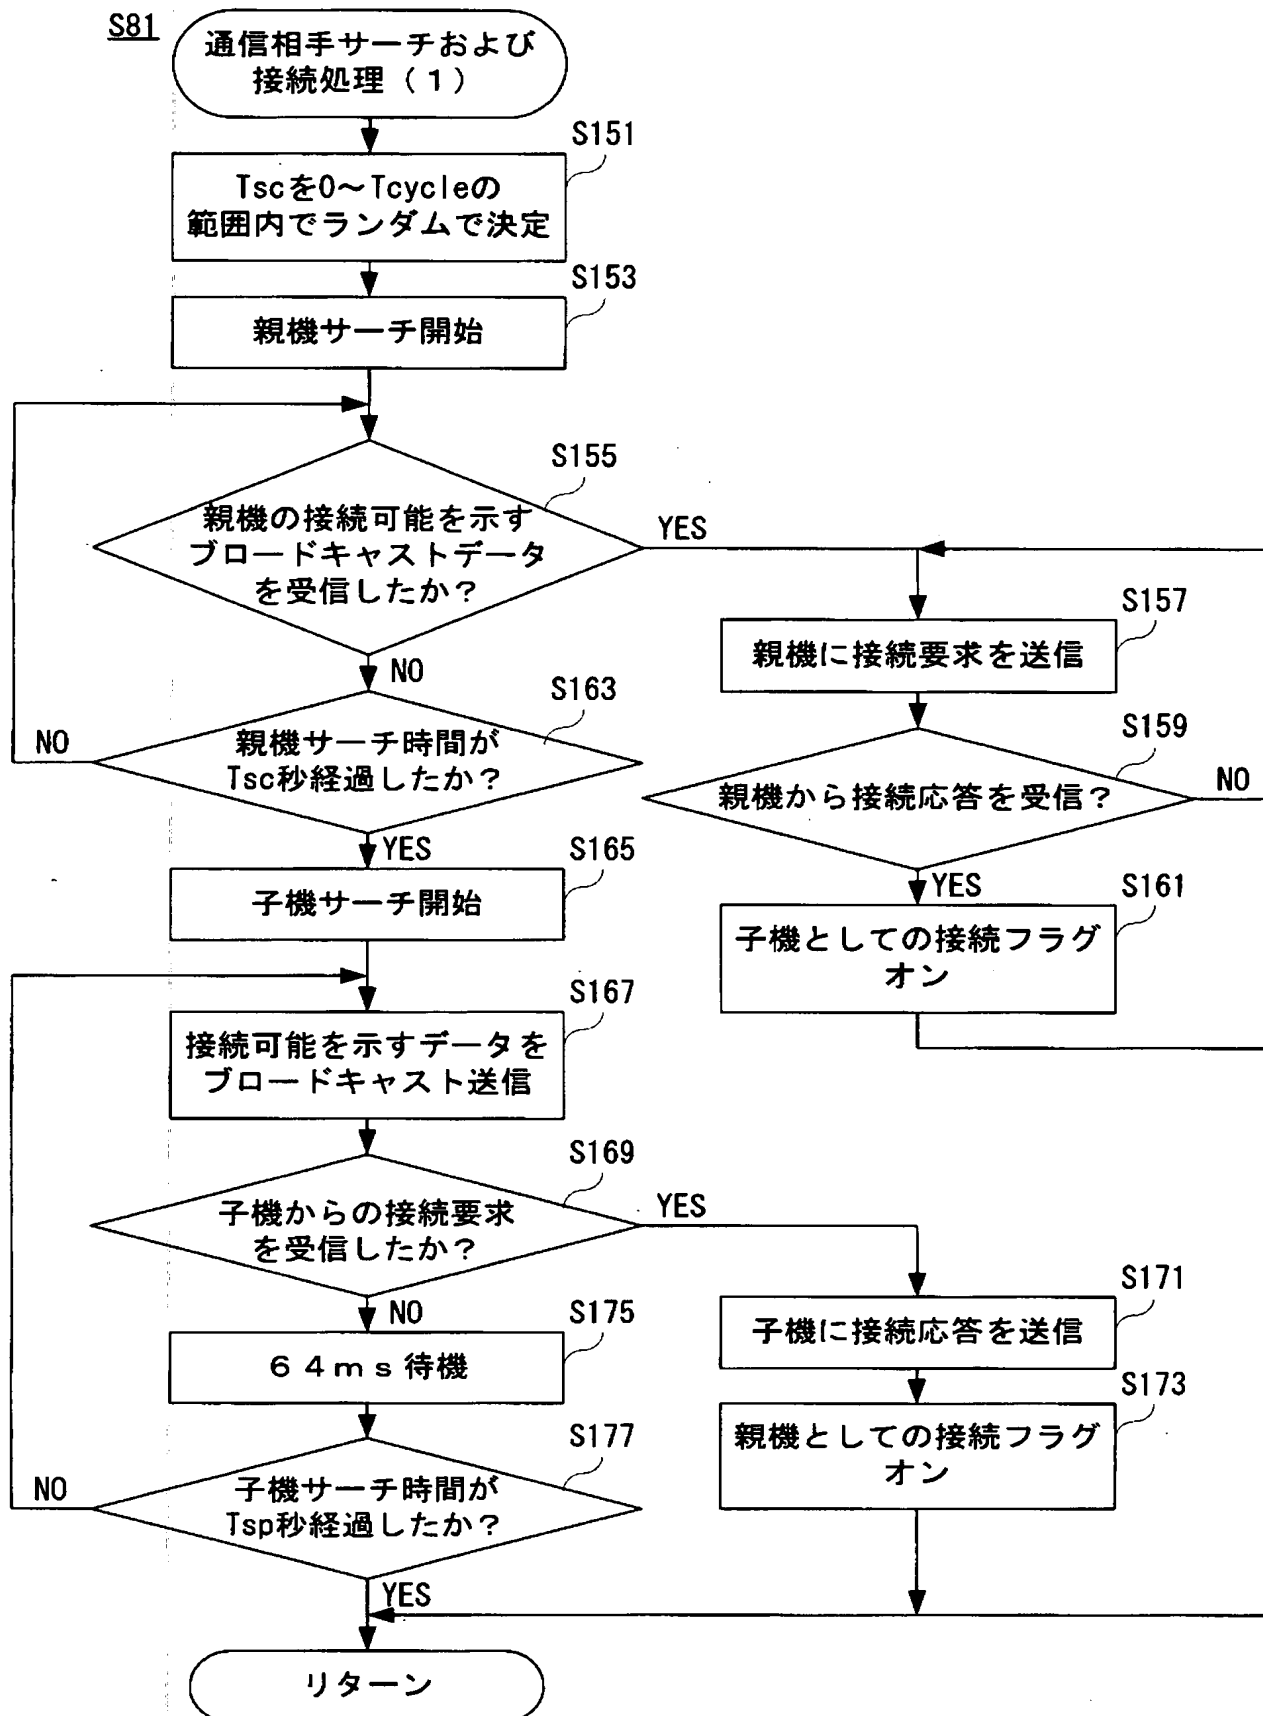 S81
通信相手サーチおよび
接続処理(1)
S151
Tscを0～Tcycleの
範囲内でランダムで決定
S153
親機サーチ開始
S155
親機の接続可能を示す
ブロードキャストデータ
を受信したか?
YES
NO
S157
親機に接続要求を送信
S163
親機サーチ時間が
Tsc秒経過したか?
NO
YES
S159
親機から接続応答を受信?
NO
YES
S161
子機としての接続フラグ
オン
S165
子機サーチ開始
S167
接続可能を示すデータを
ブロードキャスト送信
S169
子機からの接続要求
を受信したか?
YES
NO
S171
子機に接続応答を送信
S173
親機としての接続フラグ
オン
S175
64ms待機
S177
子機サーチ時間が
Tsp秒経過したか?
NO
YES
リターン